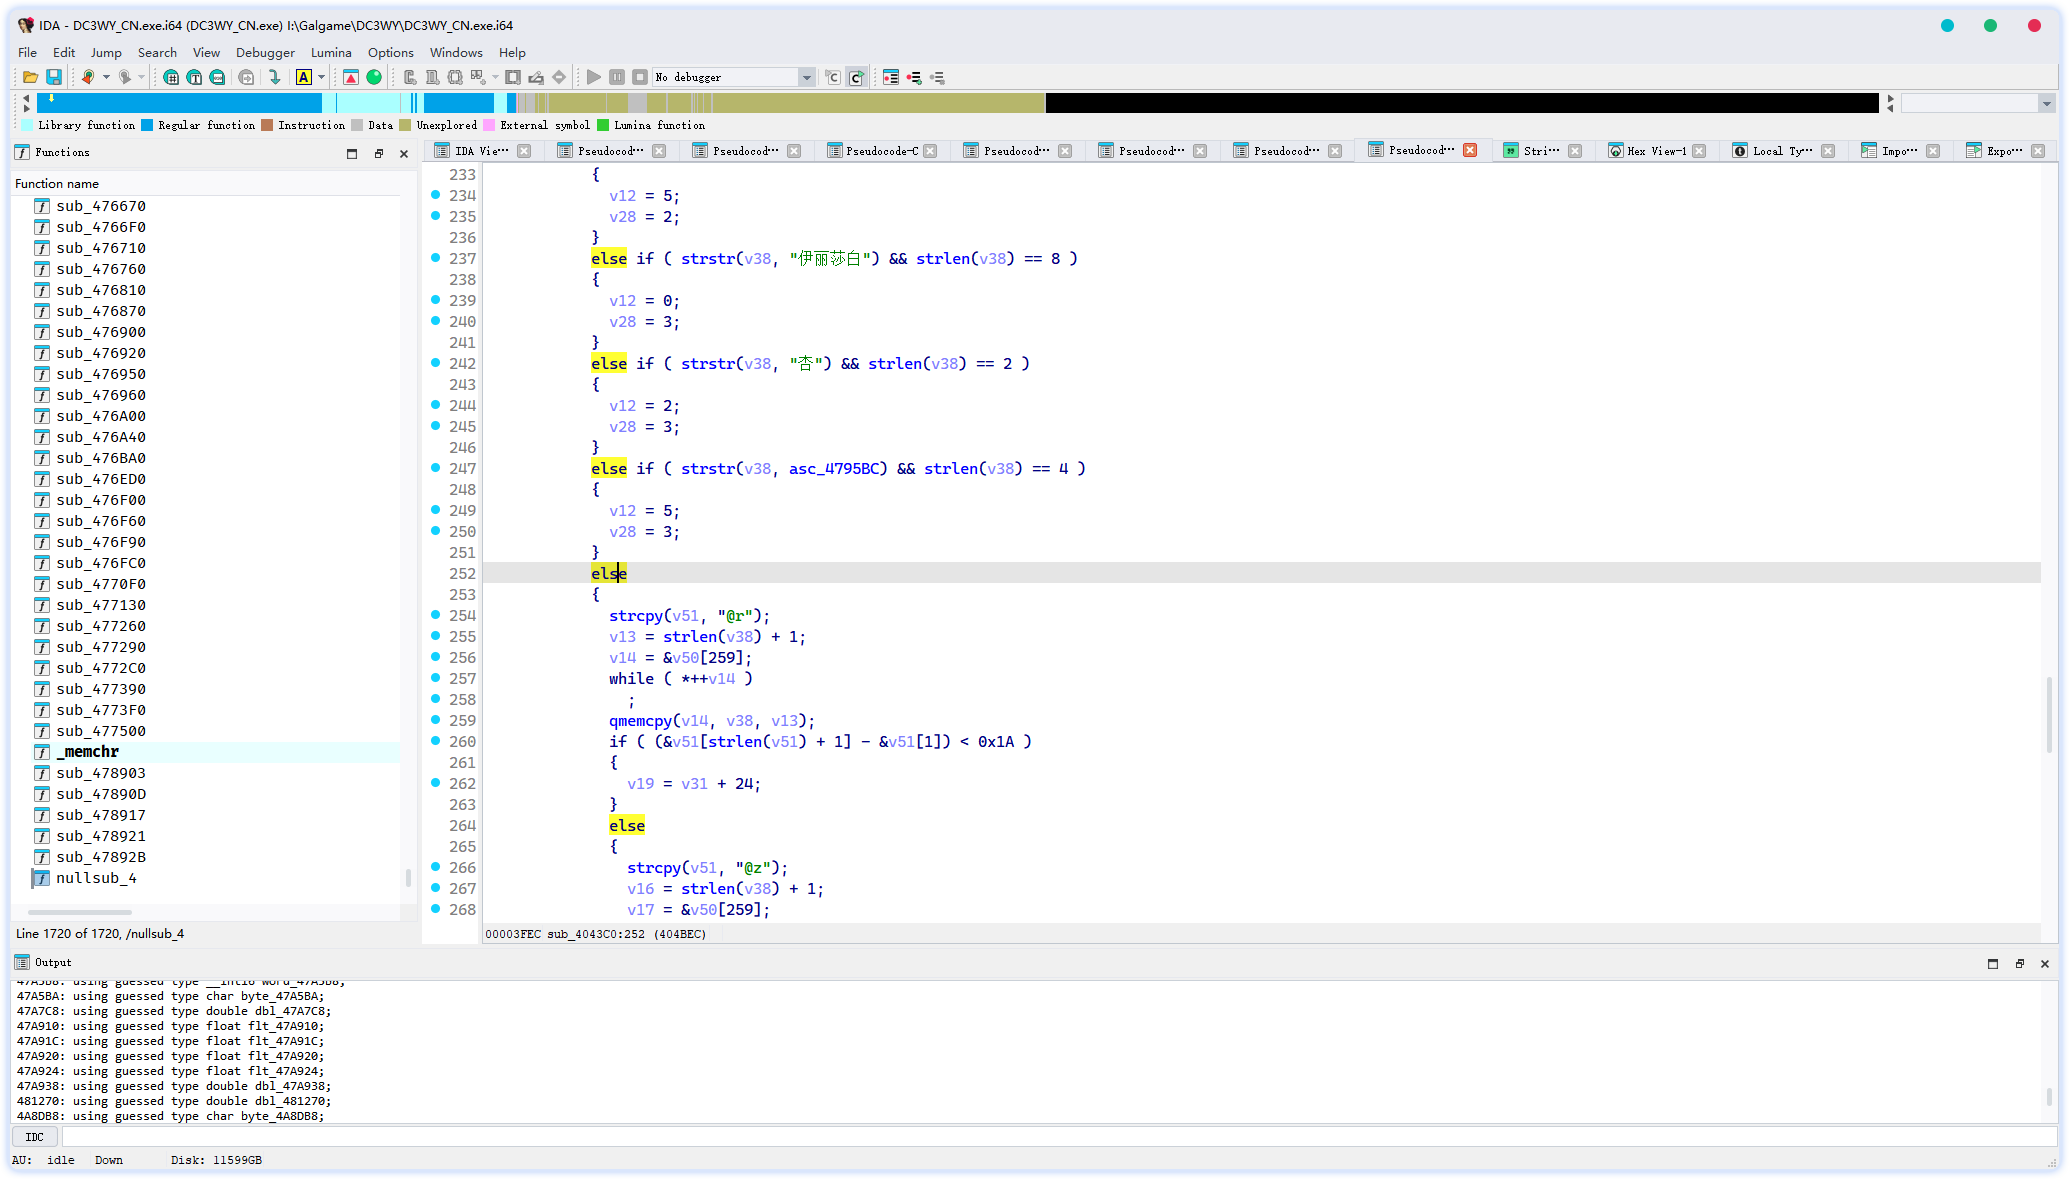 IDA - DC3WY_CN.exe.i64 (DC3WY_CN.exe) I:\Galgame\DC3WY\DC3WY_CN.exe.i64
File Edit Jump Search View Debugger Lumina Options Windows Help
No debugger
Library function Regular function Instruction Data Unexplored External symbol Lumina function
Functions
IDA Vie··· Pseudocod··· Pseudocod··· Pseudocode-C Pseudocod··· Pseudocod··· Pseudocod··· Pseudocod··· Stri··· Hex View-1 Local Ty··· Impo··· Expo···
Function name
sub_476670
sub_4766F0
sub_476710
sub_476760
sub_476810
sub_476870
sub_476900
sub_476920
sub_476950
sub_476960
sub_476A00
sub_476A40
sub_476BA0
sub_476ED0
sub_476F00
sub_476F60
sub_476F90
sub_476FC0
sub_4770F0
sub_477130
sub_477260
sub_477290
sub_4772C0
sub_477390
sub_4773F0
sub_477500
_memchr
sub_478903
sub_47890D
sub_478917
sub_478921
sub_47892B
nullsub_4
Line 1720 of 1720, /nullsub_4
233 {
234 v12 = 5;
235 v28 = 2;
236 }
237 else if ( strstr(v38, "伊丽莎白") && strlen(v38) == 8 )
238 {
239 v12 = 0;
240 v28 = 3;
241 }
242 else if ( strstr(v38, "杏") && strlen(v38) == 2 )
243 {
244 v12 = 2;
245 v28 = 3;
246 }
247 else if ( strstr(v38, asc_4795BC) && strlen(v38) == 4 )
248 {
249 v12 = 5;
250 v28 = 3;
251 }
252 else
253 {
254 strcpy(v51, "@r");
255 v13 = strlen(v38) + 1;
256 v14 = &v50[259];
257 while ( *++v14 )
258 ;
259 qmemcpy(v14, v38, v13);
260 if ( (&v51[strlen(v51) + 1] - &v51[1]) < 0x1A )
261 {
262 v19 = v31 + 24;
263 }
264 else
265 {
266 strcpy(v51, "@z");
267 v16 = strlen(v38) + 1;
268 v17 = &v50[259];
00003FEC sub_4043C0:252 (404BEC)
Output
47A5B8: using guessed type __int16 word_47A5B8;
47A5BA: using guessed type char byte_47A5BA;
47A7C8: using guessed type double dbl_47A7C8;
47A910: using guessed type float flt_47A910;
47A91C: using guessed type float flt_47A91C;
47A920: using guessed type float flt_47A920;
47A924: using guessed type float flt_47A924;
47A938: using guessed type double dbl_47A938;
481270: using guessed type double dbl_481270;
4A8DB8: using guessed type char byte_4A8DB8;
IDC
AU: idle Down Disk: 11599GB